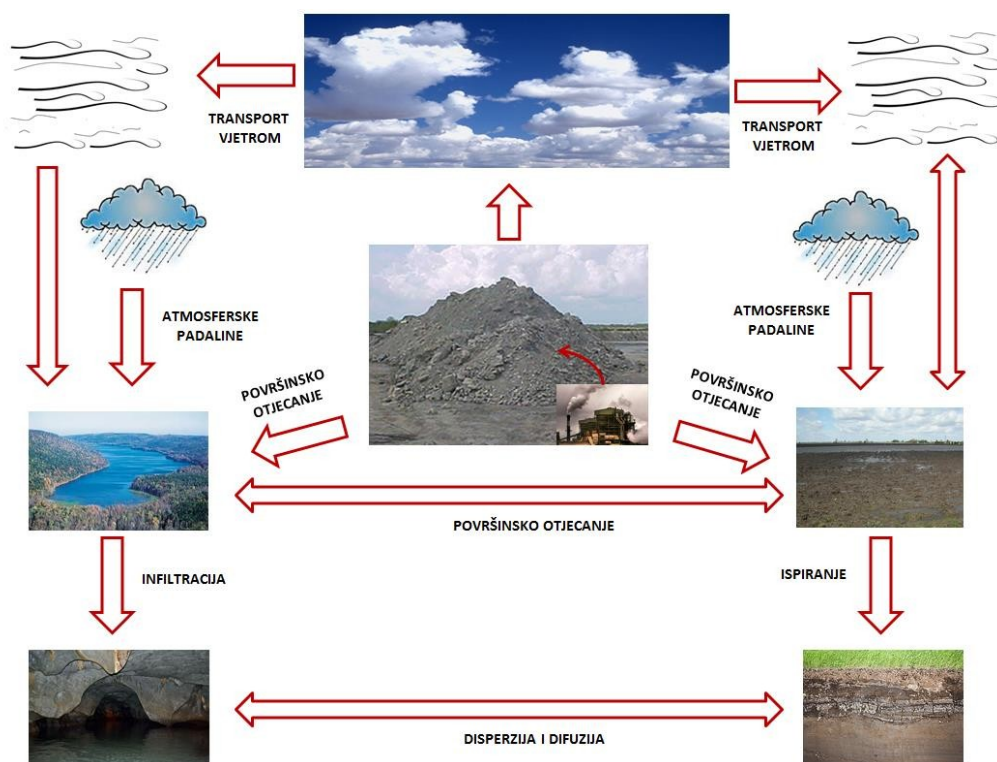 TRANSPORT
VJETROM
TRANSPORT
VJETROM
ATMOSFERSKE
PADALINE
ATMOSFERSKE
PADALINE
POVRŠINSKO
OTJECANJE
POVRŠINSKO
OTJECANJE
POVRŠINSKO OTJECANJE
INFILTRACIJA
ISPIRANJE
DISPERZIJA I DIFUZIJA